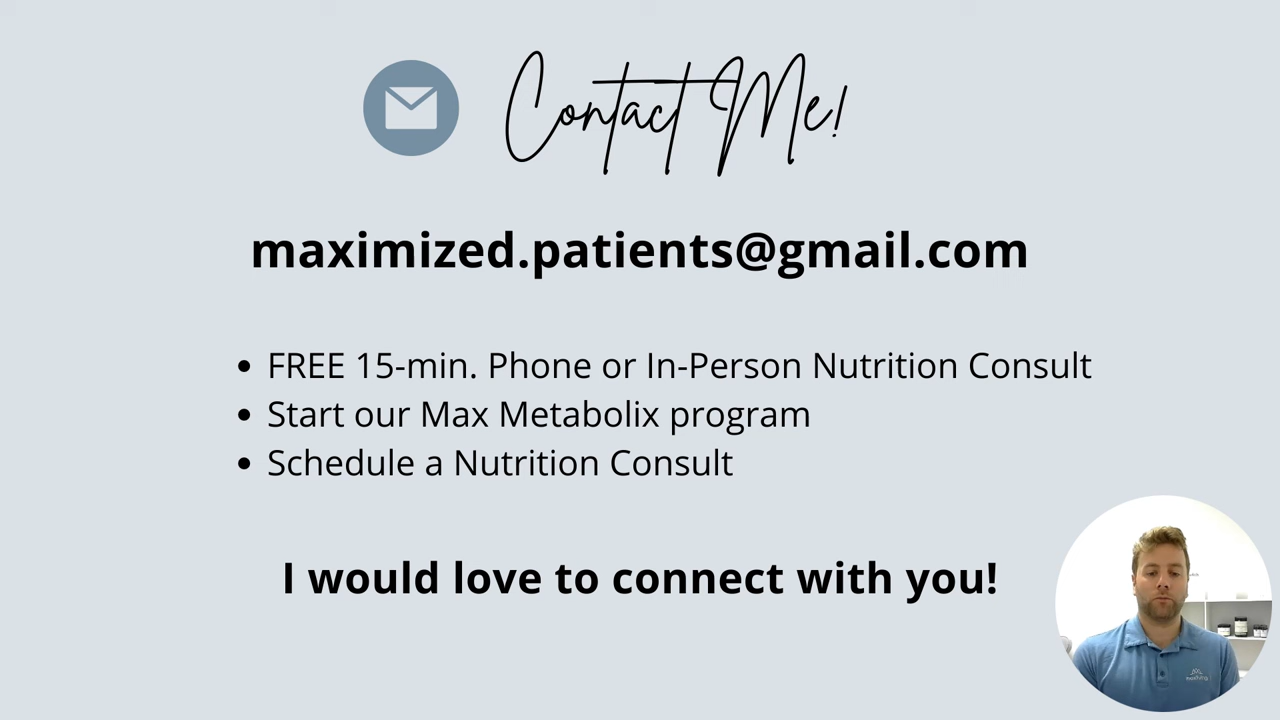 Contact Me!
maximized.patients@gmail.com
• FREE 15-min. Phone or In-Person Nutrition Consult
• Start our Max Metabolix program
• Schedule a Nutrition Consult
I would love to connect with you!